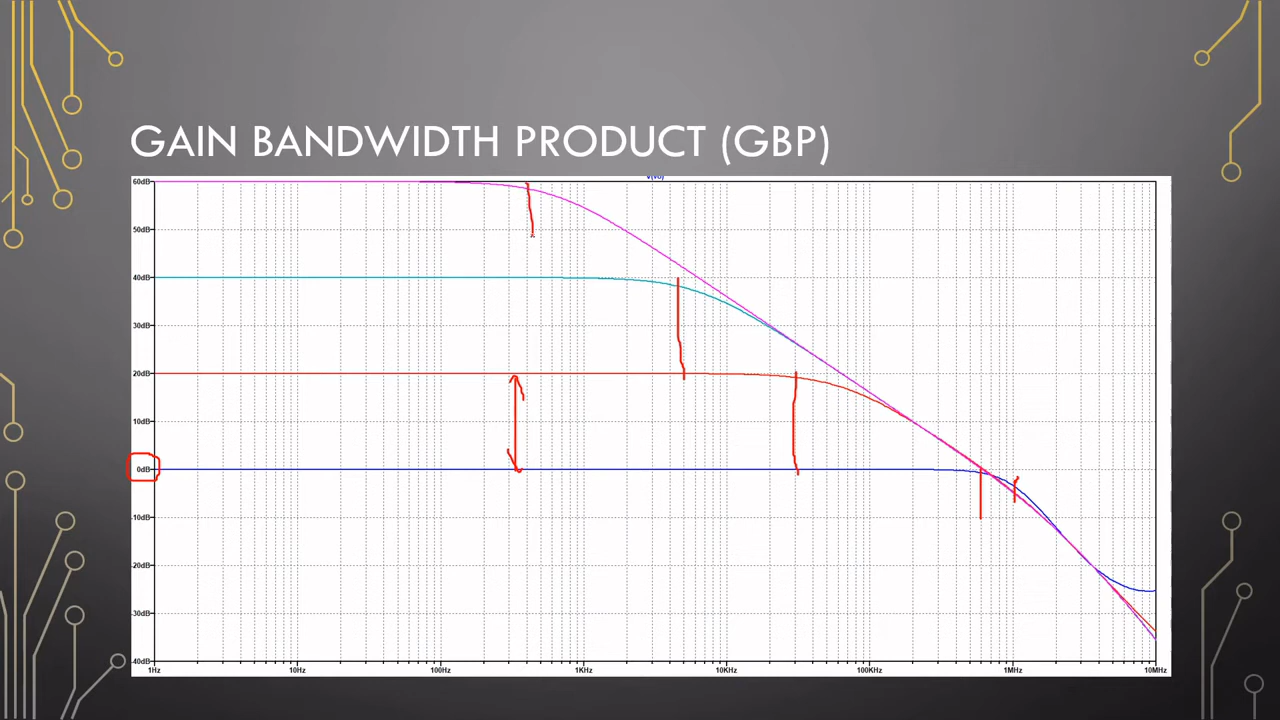 GAIN BANDWIDTH PRODUCT (GBP)
V(vo)
60dB
50dB
40dB
30dB
20dB
10dB
0dB
-10dB
-20dB
-30dB
-40dB
1Hz 10Hz 100Hz 1KHz 10KHz 100KHz 1MHz 10MHz